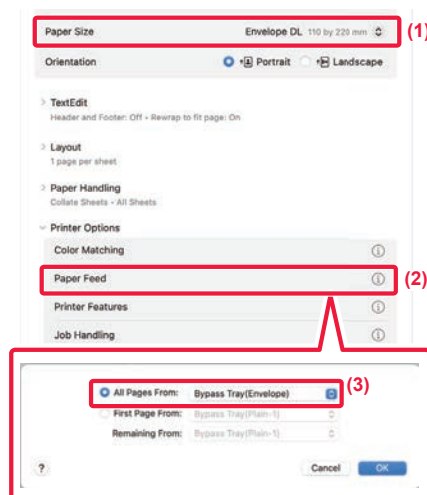 Paper Size Envelope DL 110 by 220 mm (1)
Orientation Portrait Landscape
TextEdit
Header and Footer: Off • Rewrap to fit page: On
Layout
1 page per sheet
Paper Handling
Collate Sheets • All Sheets
Printer Options
Color Matching
Paper Feed (2)
Printer Features
Job Handling
All Pages From: Bypass Tray(Envelope) (3)
First Page From: Bypass Tray(Plain-1)
Remaining From: Bypass Tray(Plain-1)
? Cancel OK